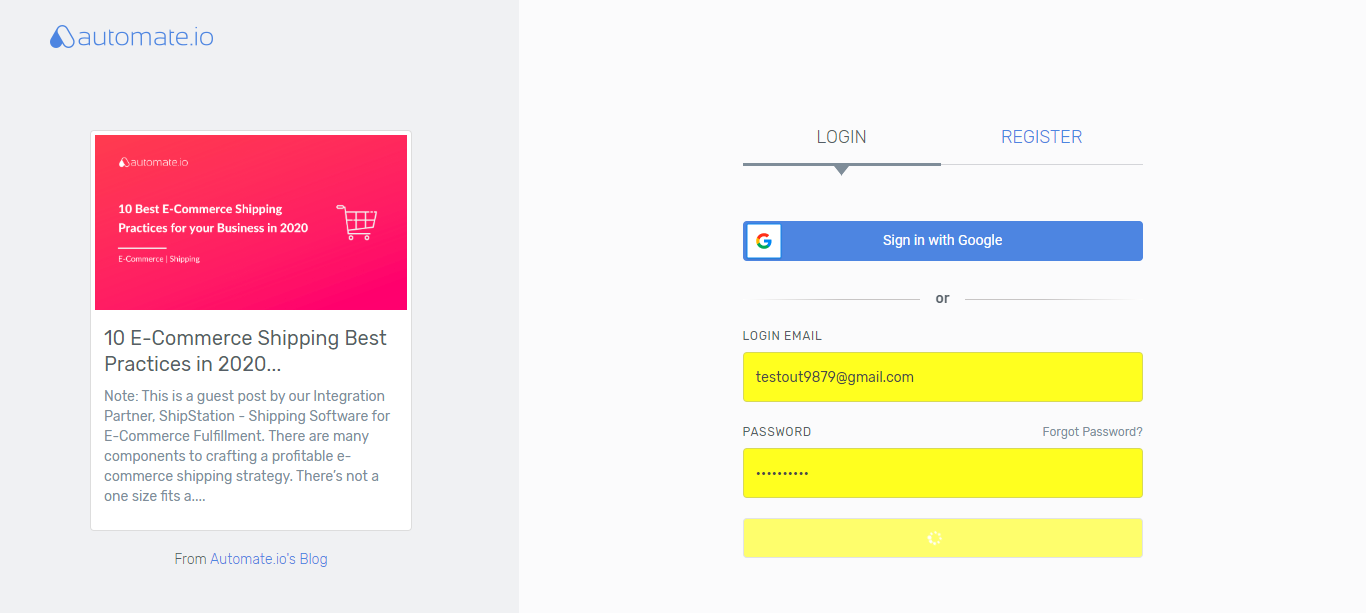 automate.io
automate.io
10 Best E-Commerce Shipping
Practices for your Business in 2020
E-Commerce | Shipping
10 E-Commerce Shipping Best
Practices in 2020...
Note: This is a guest post by our Integration
Partner, ShipStation - Shipping Software for
E-Commerce Fulfillment. There are many
components to crafting a profitable e-
commerce shipping strategy. There's not a
one size fits a....
From Automate.io's Blog
LOGIN
REGISTER
Sign in with Google
or
LOGIN EMAIL
testout9879@gmail.com
PASSWORD
Forgot Password?
••••••••••